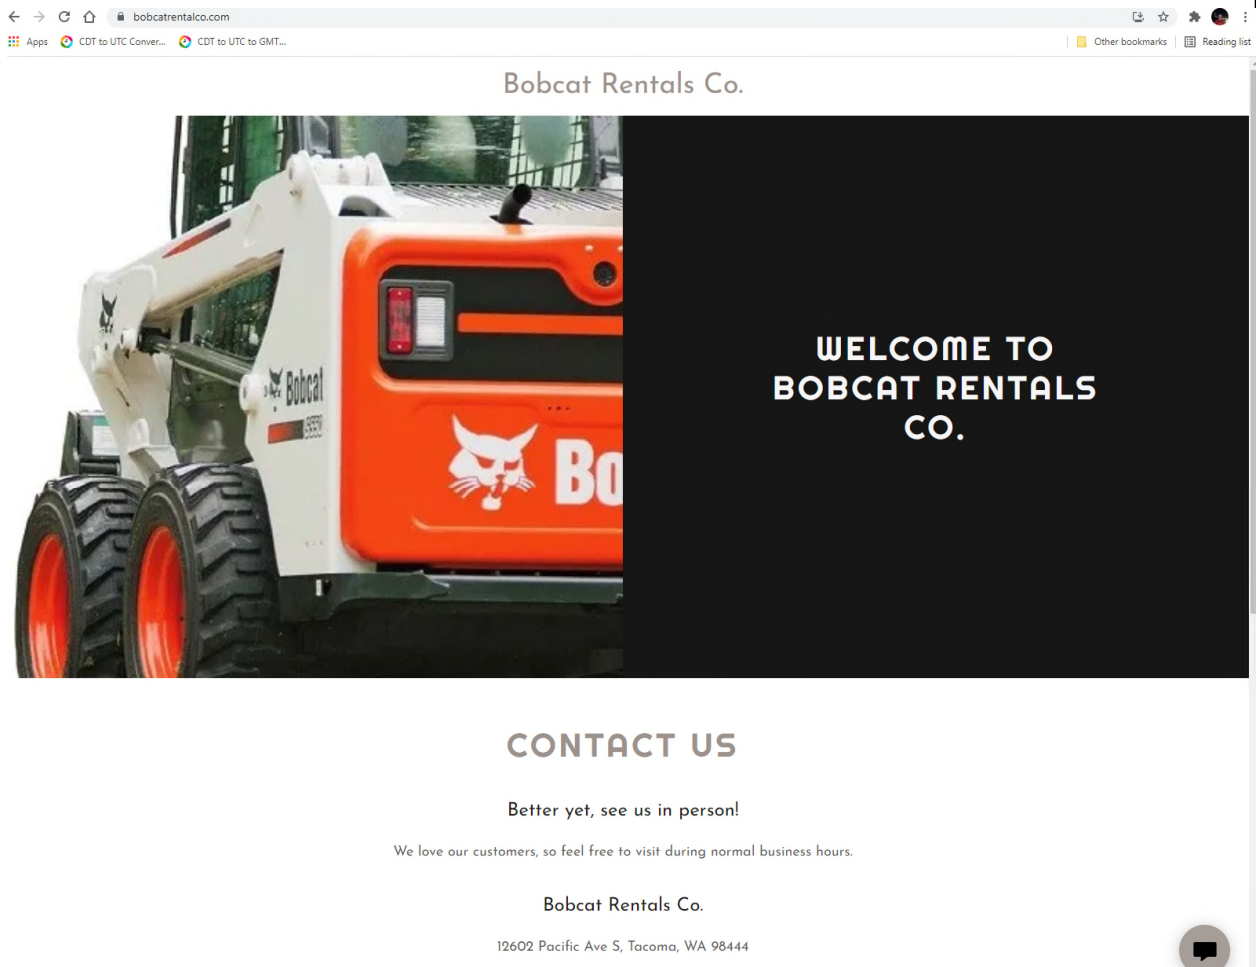 bobcatrentalco.com
Apps CDT to UTC Conver... CDT to UTC to GMT... Other bookmarks Reading list
Bobcat Rentals Co.
Bobcat
Bo
WELCOME TO
BOBCAT RENTALS
CO.
CONTACT US
Better yet, see us in person!
We love our customers, so feel free to visit during normal business hours.
Bobcat Rentals Co.
12602 Pacific Ave S, Tacoma, WA 98444